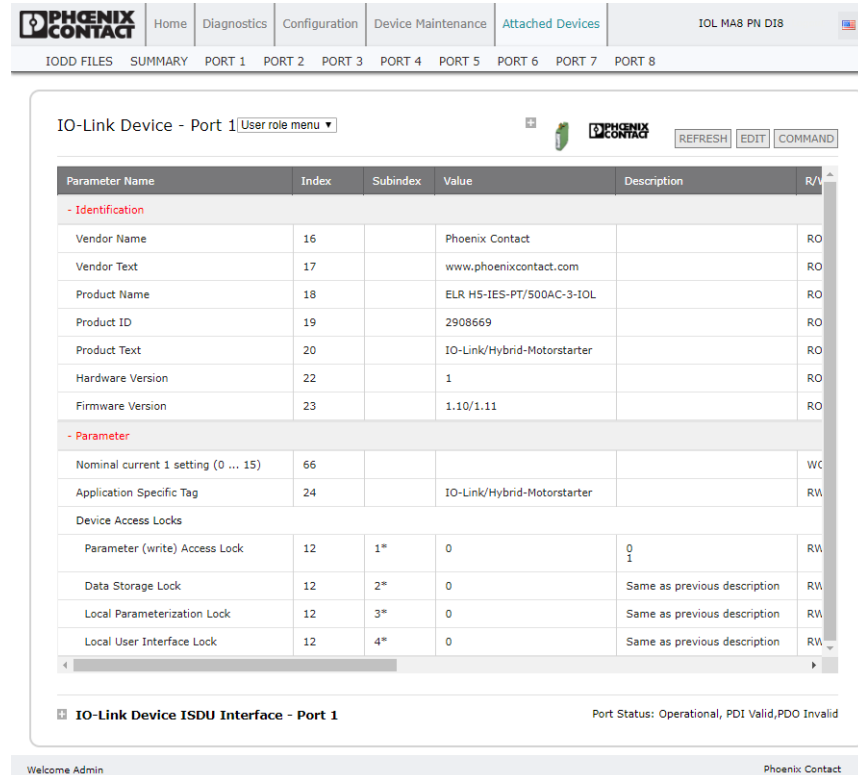 PHŒNIX CONTACT Home Diagnostics Configuration Device Maintenance Attached Devices IOL MA8 PN DI8
IODD FILES SUMMARY PORT 1 PORT 2 PORT 3 PORT 4 PORT 5 PORT 6 PORT 7 PORT 8
IO-Link Device - Port 1 User role menu PHŒNIX CONTACT REFRESH EDIT COMMAND
Parameter Name Index Subindex Value Description R/
- Identification
Vendor Name 16 Phoenix Contact RO
Vendor Text 17 www.phoenixcontact.com RO
Product Name 18 ELR H5-IES-PT/500AC-3-IOL RO
Product ID 19 2908669 RO
Product Text 20 IO-Link/Hybrid-Motorstarter RO
Hardware Version 22 1 RO
Firmware Version 23 1.10/1.11 RO
- Parameter
Nominal current 1 setting (0 ... 15) 66 WO
Application Specific Tag 24 IO-Link/Hybrid-Motorstarter RW
Device Access Locks
Parameter (write) Access Lock 12 1* 0 0 RW
1
Data Storage Lock 12 2* 0 Same as previous description RW
Local Parameterization Lock 12 3* 0 Same as previous description RW
Local User Interface Lock 12 4* 0 Same as previous description RW
IO-Link Device ISDU Interface - Port 1 Port Status: Operational, PDI Valid,PDO Invalid
Welcome Admin Phoenix Contact